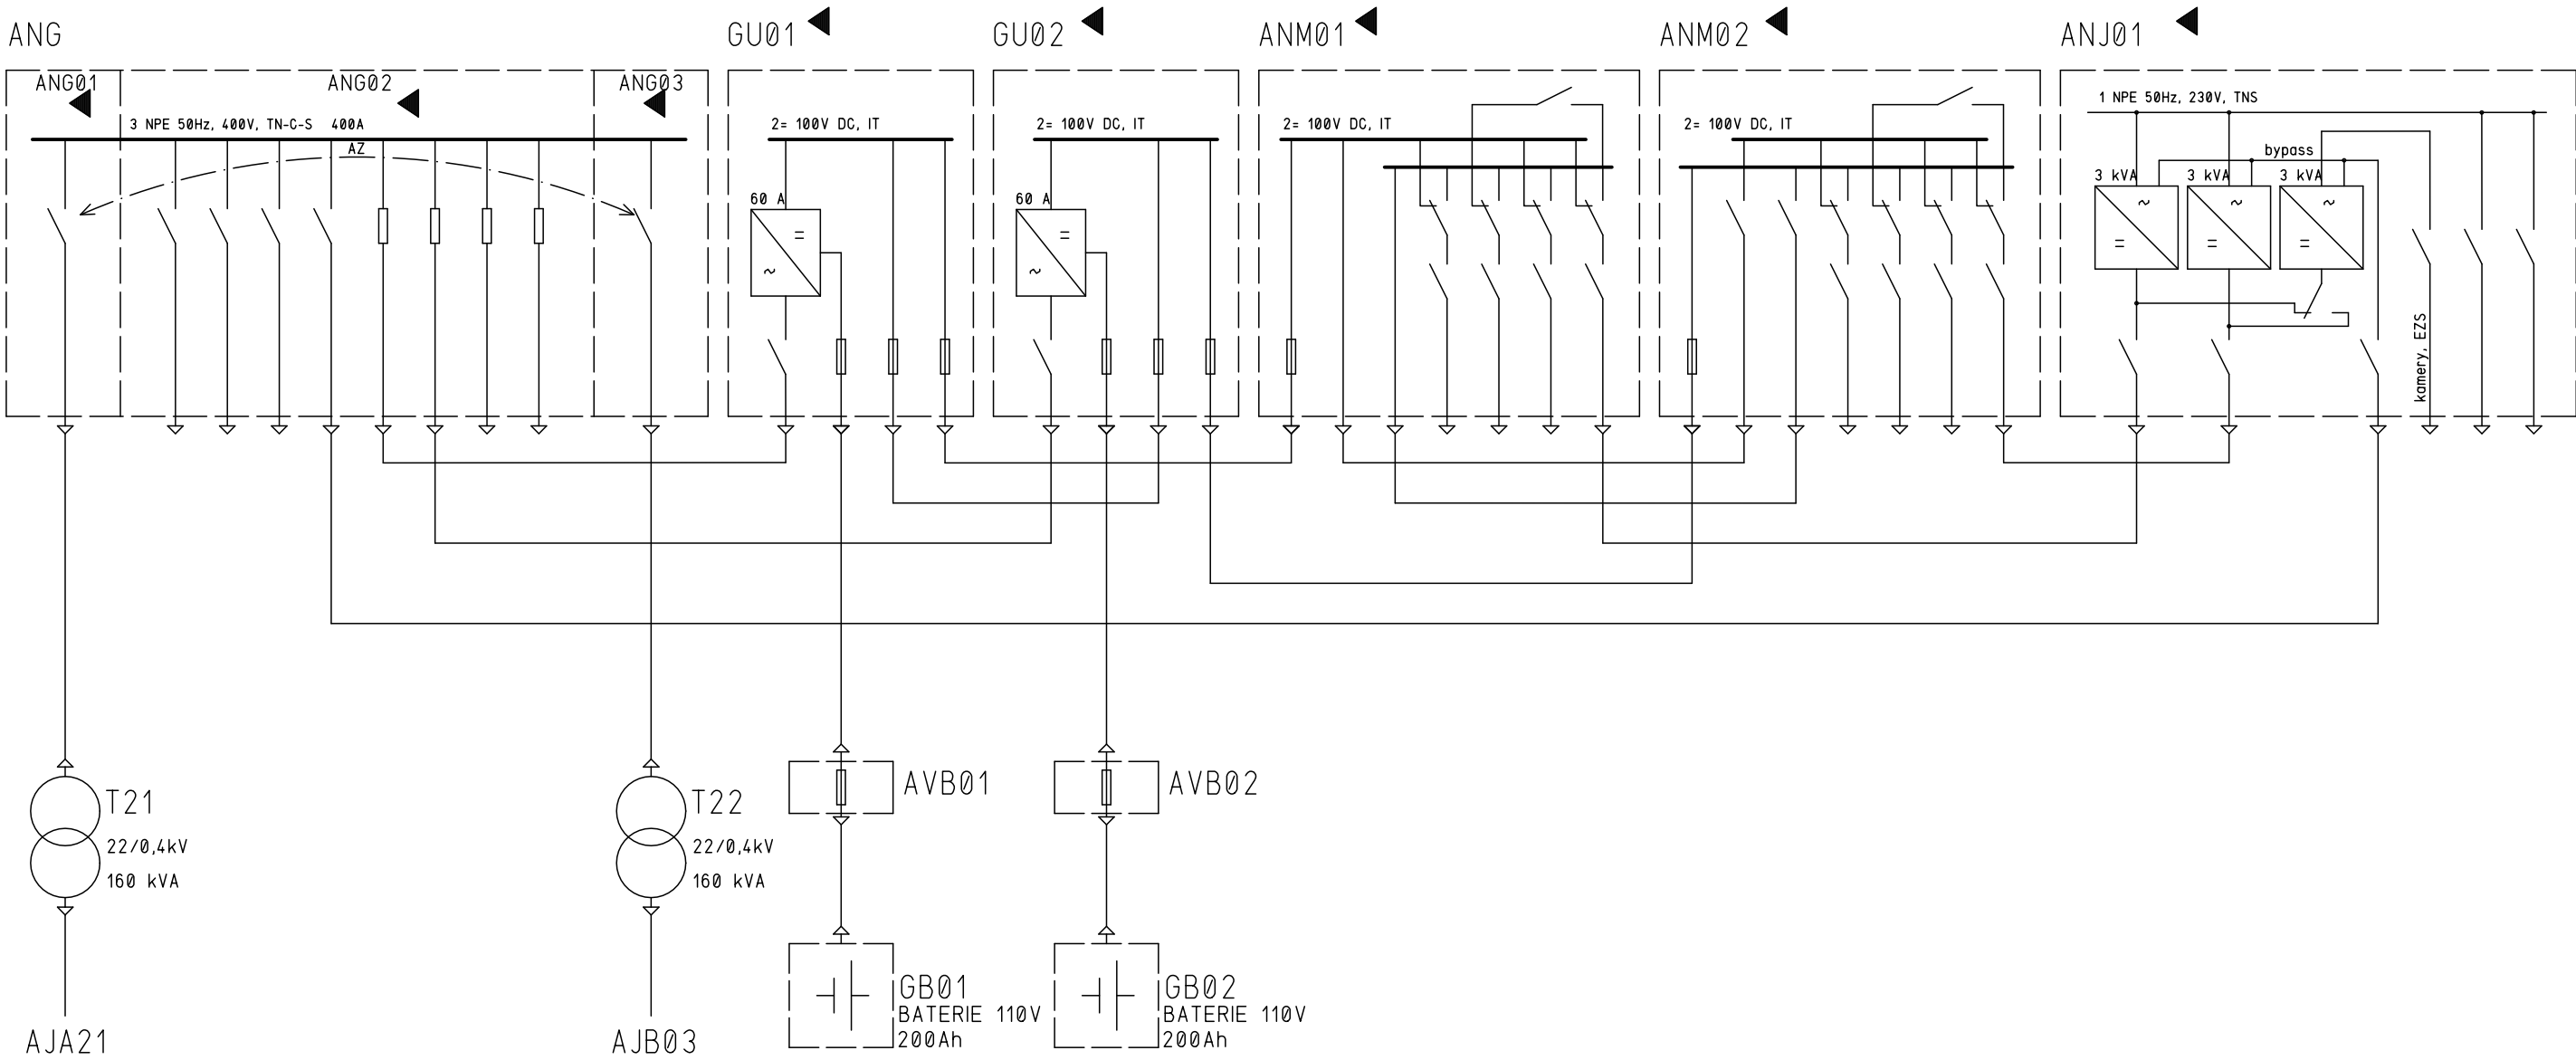 ANG
GU01
GU02
ANM01
ANM02
ANJ01
ANG01
ANG02
ANG03
3 NPE 50Hz, 400V, TN-C-S 400A
AZ
2= 100V DC, IT
60 A
=
~
2= 100V DC, IT
60 A
=
~
2= 100V DC, IT
2= 100V DC, IT
1 NPE 50Hz, 230V, TNS
bypass
3 kVA
3 kVA
3 kVA
~
=
~
=
~
=
kamery, EZS
T21
22/0,4kV
160 kVA
T22
22/0,4kV
160 kVA
AVB01
AVB02
GB01
BATERIE 110V
200Ah
GB02
BATERIE 110V
200Ah
AJA21
AJB03